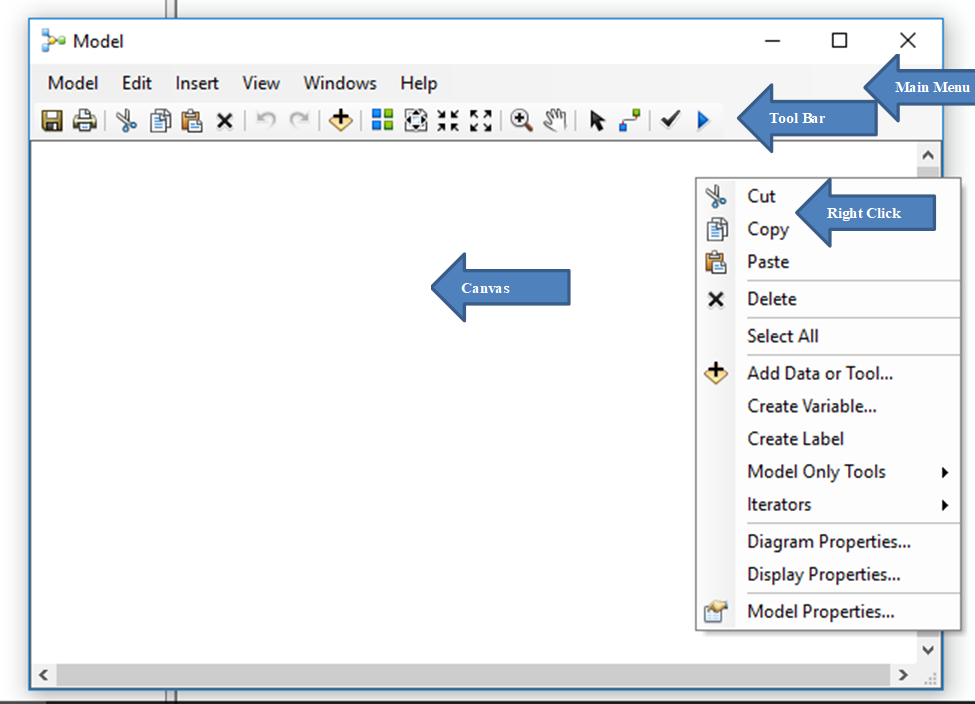 Model
Model Edit Insert View Windows Help
Main Menu
Tool Bar
Cut
Right Click
Copy
Paste
Canvas
Delete
Select All
Add Data or Tool...
Create Variable...
Create Label
Model Only Tools
Iterators
Diagram Properties...
Display Properties...
Model Properties...